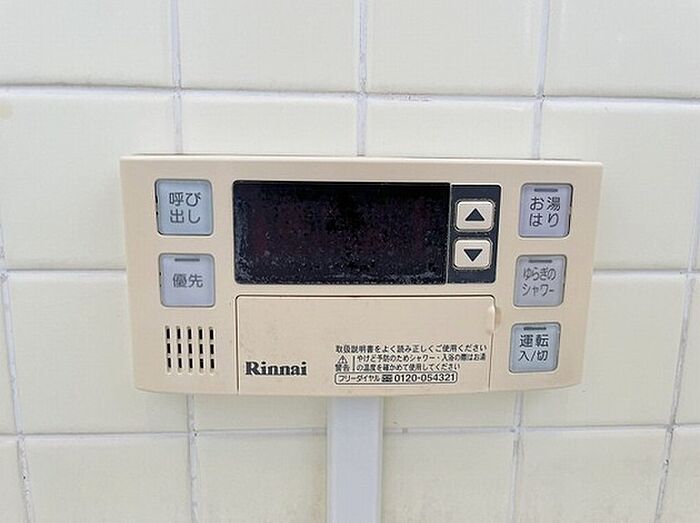 呼び
出し
優先
お湯
はり
ゆらぎの
シャワー
運転
入/切
Rinnai
取扱説明書をよく読み正しくご使用ください
警告
やけど予防のためシャワー・入浴の際はお湯
の温度を確かめて使用してください
フリーダイヤル 0120-054321